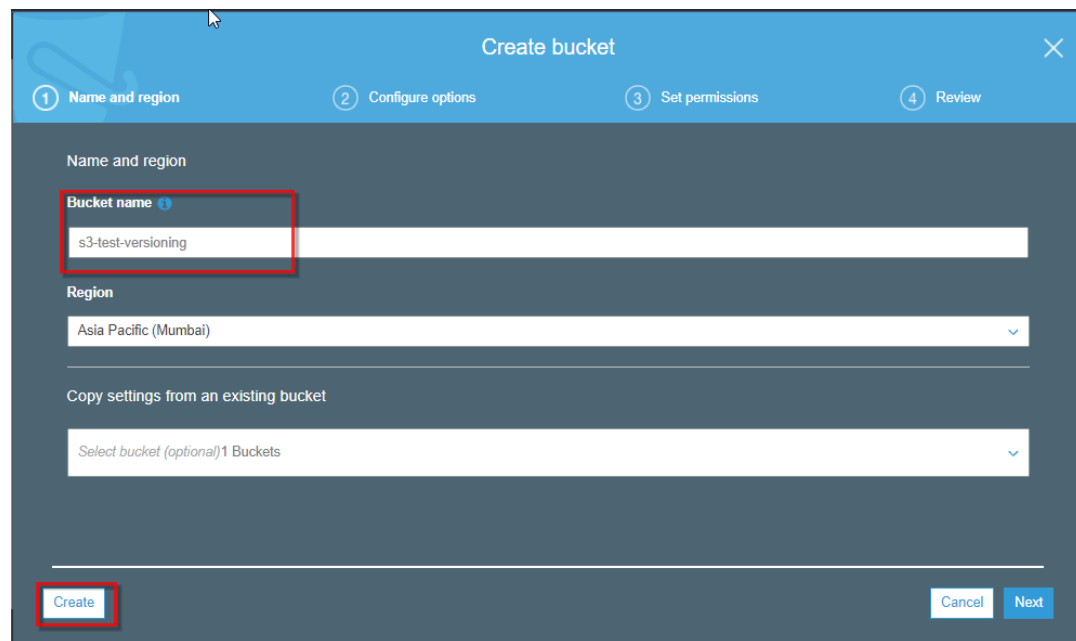 Create bucket
1 Name and region 2 Configure options 3 Set permissions 4 Review
Name and region
Bucket name
s3-test-versioning
Region
Asia Pacific (Mumbai)
Copy settings from an existing bucket
Select bucket (optional)1 Buckets
Create Cancel Next